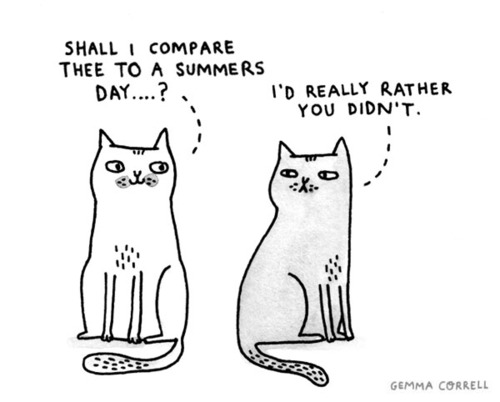 SHALL I COMPARE
THEE TO A SUMMERS
DAY....?
I'D REALLY RATHER
YOU DIDN'T.
GEMMA CORRELL